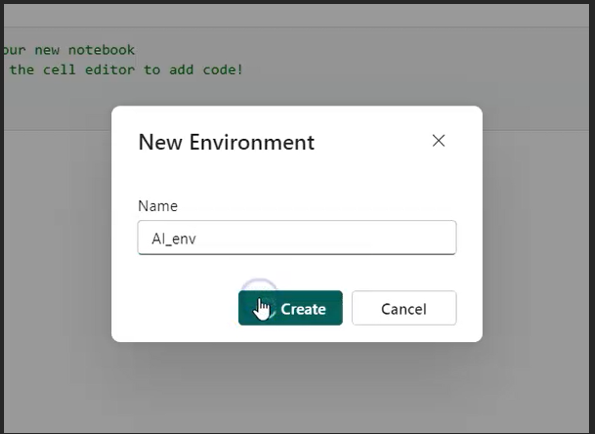 our new notebook
the cell editor to add code!
New Environment
Name
AI_env
Create Cancel